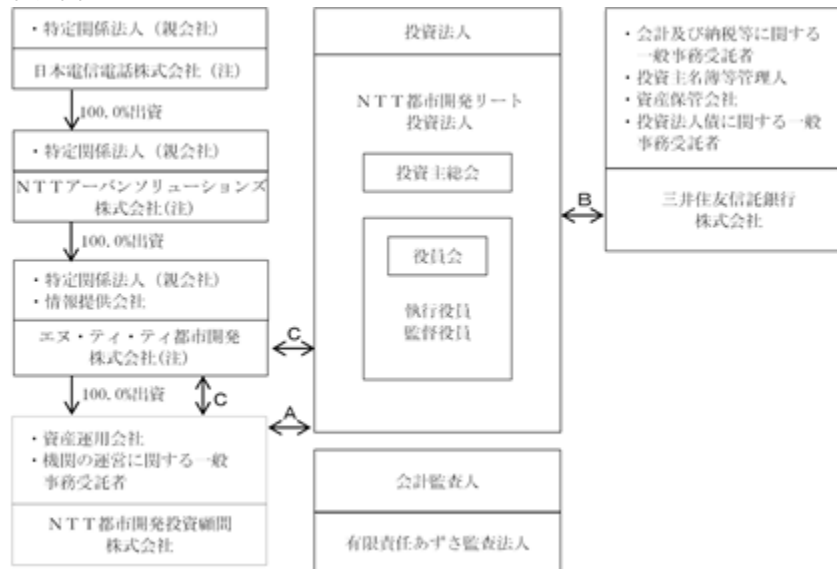 ・特定関係法人（親会社）
日本電信電話株式会社（注）
100.0%出資
・特定関係法人（親会社）
ＮＴＴアーバンソリューションズ
株式会社(注)
100.0%出資
・特定関係法人（親会社）
・情報提供会社
エヌ・ティ・ティ都市開発
株式会社(注)
100.0%出資
C
・資産運用会社
・機関の運営に関する一般
事務受託者
ＮＴＴ都市開発投資顧問
株式会社
C
A
投資法人
ＮＴＴ都市開発リート
投資法人
投資主総会
役員会
執行役員
監督役員
会計監査人
有限責任あずさ監査法人
B
・会計及び納税等に関する
一般事務受託者
・投資主名簿等管理人
・資産保管会社
・投資法人債に関する一般
事務受託者
三井住友信託銀行
株式会社